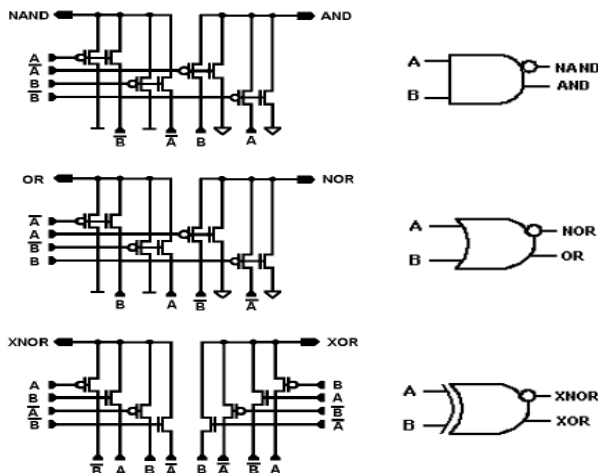 NAND AND
A
A̅
B
B̅
B̅ A̅ B A
A
B
NAND
AND
OR NOR
A̅
A
B̅
B
B A B̅ A̅
A
B
NOR
OR
XNOR XOR
A B
B A
A̅ B̅
B̅ A̅
B̅ A B A̅ B A̅ B̅ A
A
B
XNOR
XOR